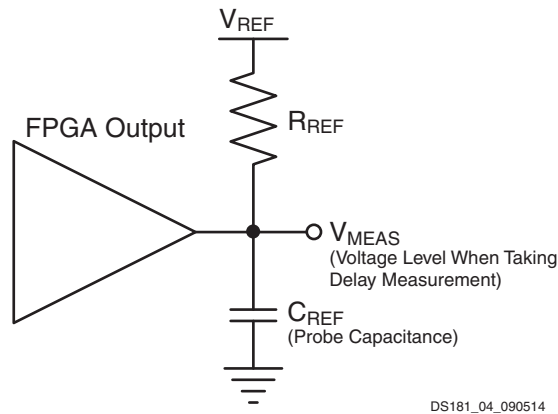 VREF
FPGA Output
RREF
VMEAS
(Voltage Level When Taking
Delay Measurement)
CREF
(Probe Capacitance)
DS181_04_090514